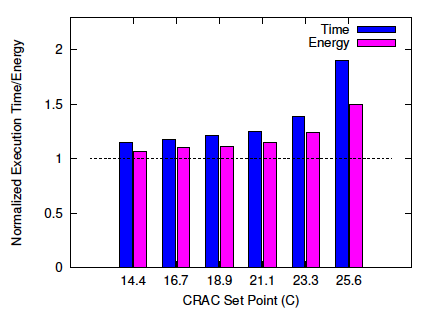 Time
Energy
Normalized Execution Time/Energy
2
1.5
1
0.5
0
14.4 16.7 18.9 21.1 23.3 25.6
CRAC Set Point (C)